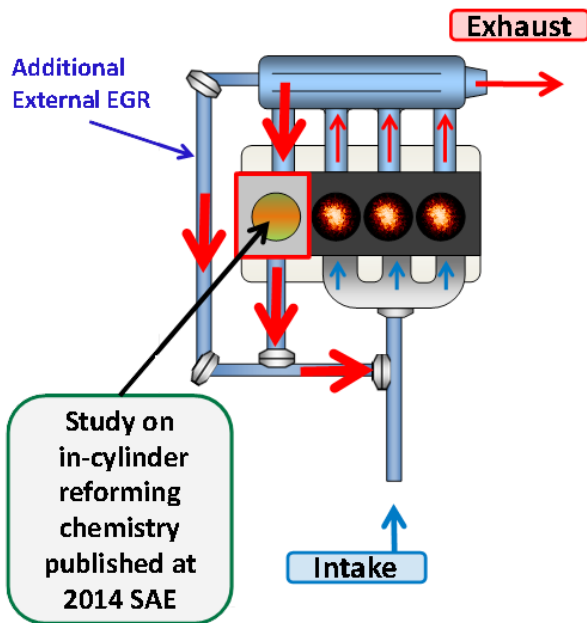 Exhaust
Additional
External EGR
Study on
in-cylinder
reforming
chemistry
published at
2014 SAE
Intake